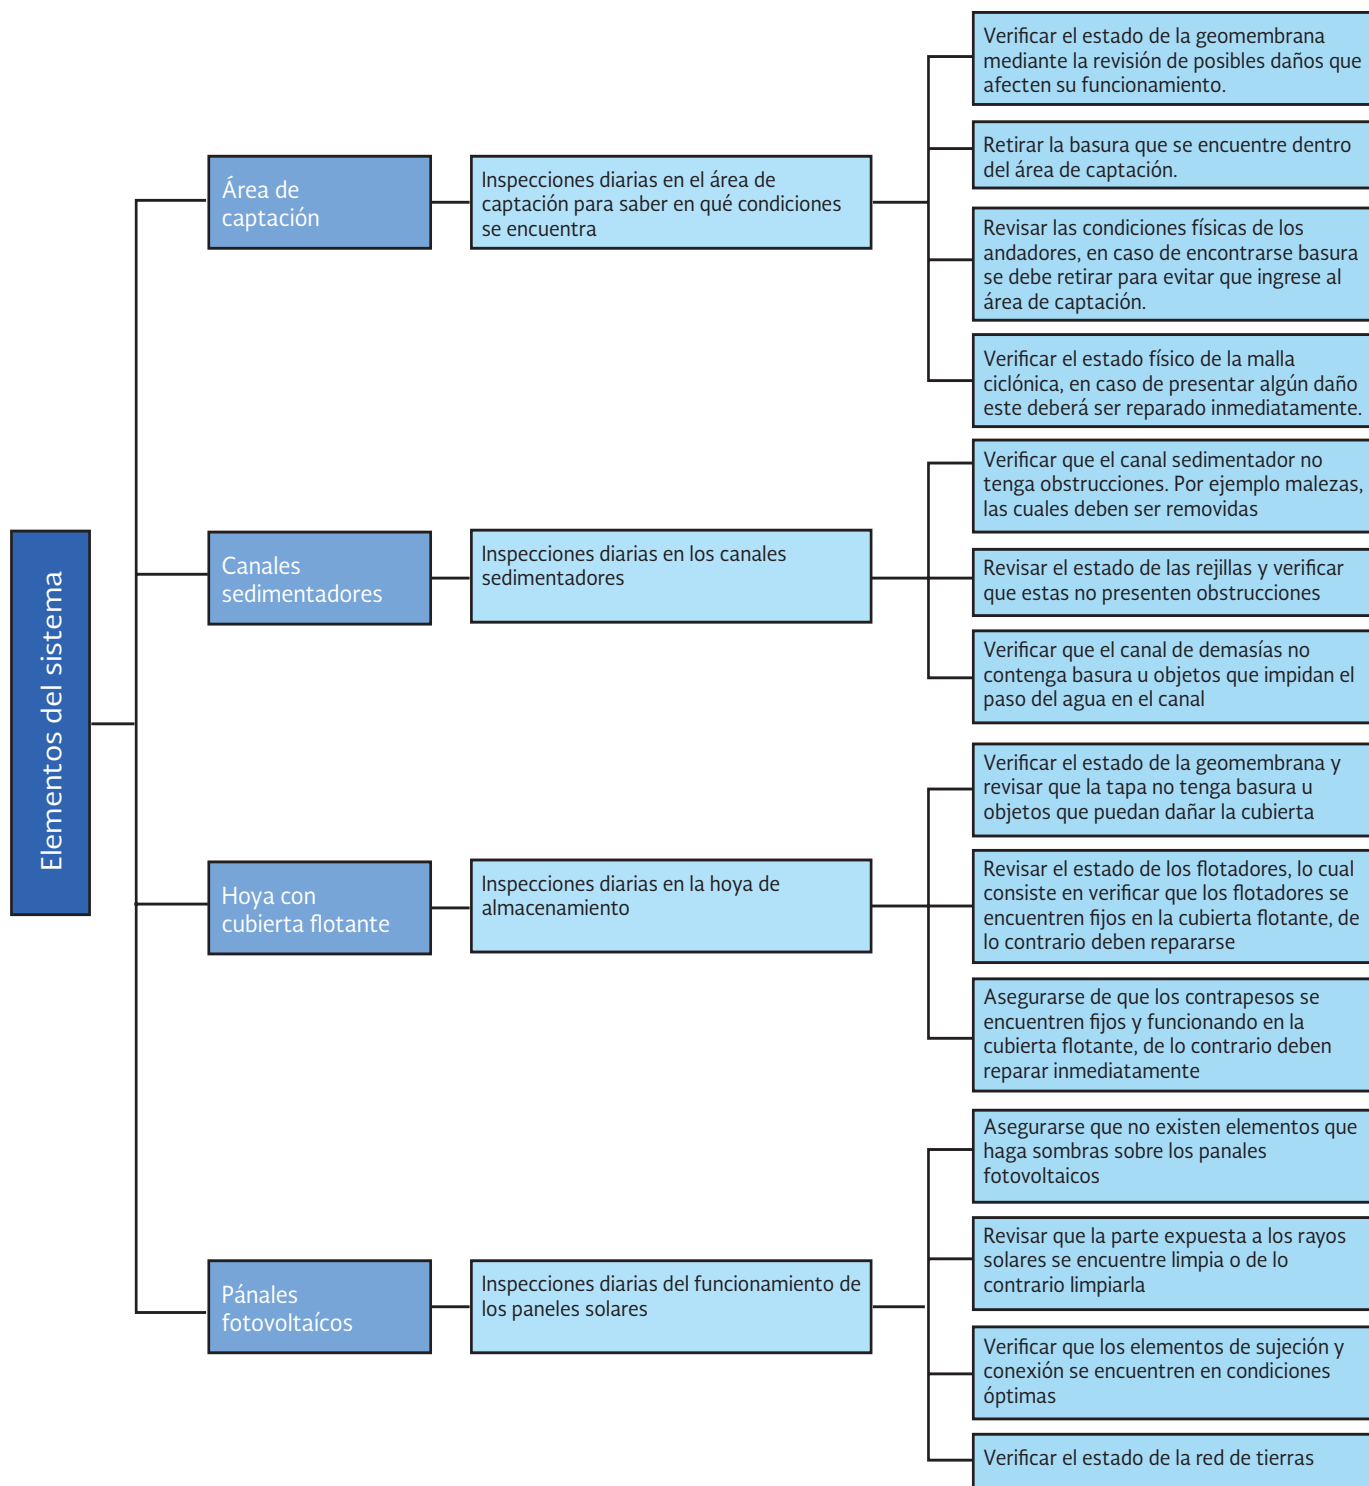 Elementos del sistema
Área de
captación
Inspecciones diarias en el área de
captación para saber en qué condiciones
se encuentra
Verificar el estado de la geomembrana
mediante la revisión de posibles daños que
afecten su funcionamiento.
Retirar la basura que se encuentre dentro
del área de captación.
Revisar las condiciones físicas de los
andadores, en caso de encontrarse basura
se debe retirar para evitar que ingrese al
área de captación.
Verificar el estado físico de la malla
ciclónica, en caso de presentar algún daño
este deberá ser reparado inmediatamente.
Canales
sedimentadores
Inspecciones diarias en los canales
sedimentadores
Verificar que el canal sedimentador no
tenga obstrucciones. Por ejemplo malezas,
las cuales deben ser removidas
Revisar el estado de las rejillas y verificar
que estas no presenten obstrucciones
Verificar que el canal de demasías no
contenga basura u objetos que impidan el
paso del agua en el canal
Hoya con
cubierta flotante
Inspecciones diarias en la hoya de
almacenamiento
Verificar el estado de la geomembrana y
revisar que la tapa no tenga basura u
objetos que puedan dañar la cubierta
Revisar el estado de los flotadores, lo cual
consiste en verificar que los flotadores se
encuentren fijos en la cubierta flotante, de
lo contrario deben repararse
Asegurarse de que los contrapesos se
encuentren fijos y funcionando en la
cubierta flotante, de lo contrario deben
reparar inmediatamente
Pánales
fotovoltaícos
Inspecciones diarias del funcionamiento de
los paneles solares
Asegurarse que no existen elementos que
haga sombras sobre los panales
fotovoltaicos
Revisar que la parte expuesta a los rayos
solares se encuentre limpia o de lo
contrario limpiarla
Verificar que los elementos de sujeción y
conexión se encuentren en condiciones
óptimas
Verificar el estado de la red de tierras